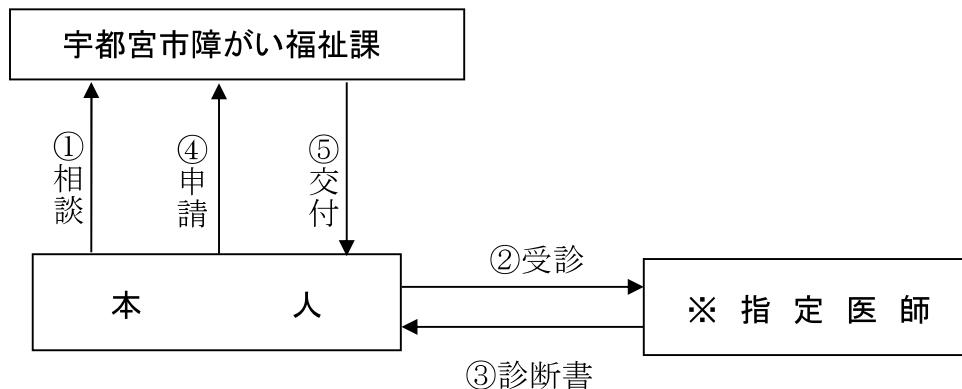 宇都宮市障がい福祉課
①相談
④申請
⑤交付
②受診
本　　人
※ 指 定 医 師
③診断書